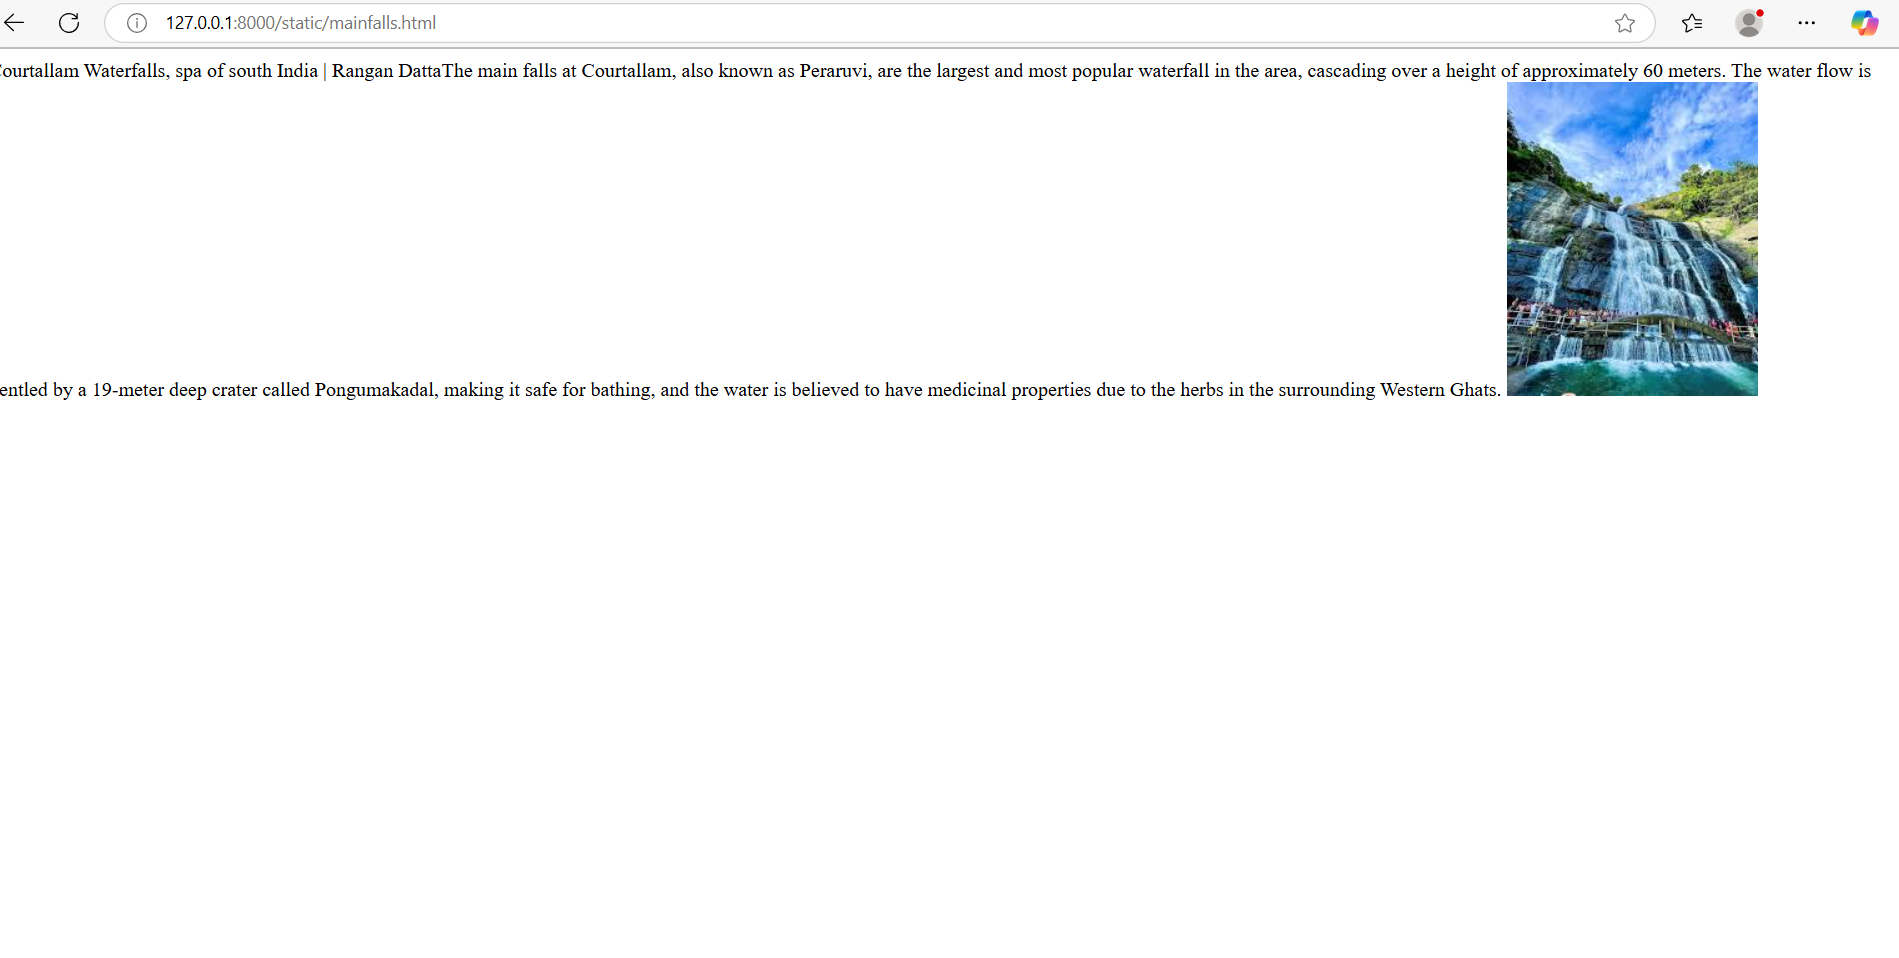 127.0.0.1:8000/static/mainfalls.html
ourtallam Waterfalls, spa of south India | Rangan DattaThe main falls at Courtallam, also known as Peraruvi, are the largest and most popular waterfall in the area, cascading over a height of approximately 60 meters. The water flow is
entled by a 19-meter deep crater called Pongumakadal, making it safe for bathing, and the water is believed to have medicinal properties due to the herbs in the surrounding Western Ghats.